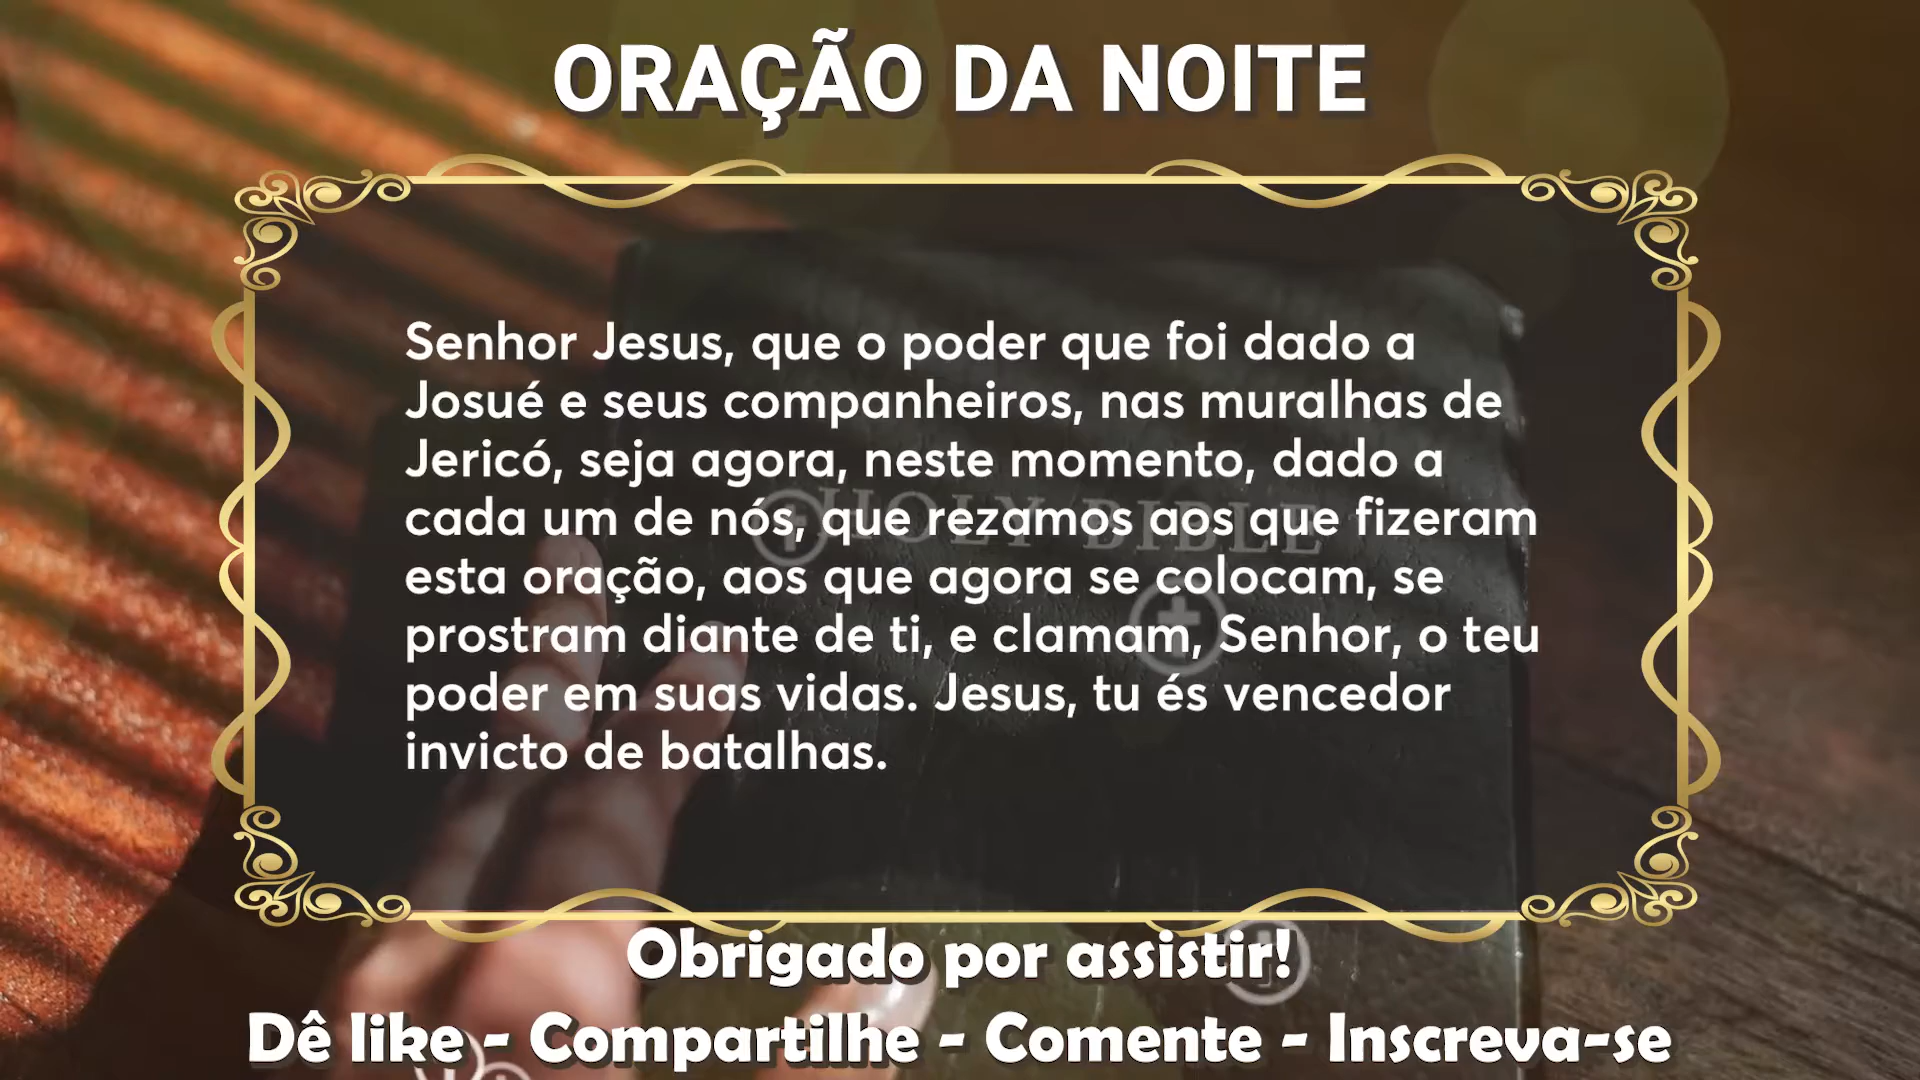 ORAÇÃO DA NOITE
Senhor Jesus, que o poder que foi dado a
Josué e seus companheiros, nas muralhas de
Jericó, seja agora, neste momento, dado a
cada um de nós, que rezamos aos que fizeram
HOLY BIBLE
esta oração, aos que agora se colocam, se
prostram diante de ti, e clamam, Senhor, o teu
poder em suas vidas. Jesus, tu és vencedor
invicto de batalhas.
Obrigado por assistir!
Dê like - Compartilhe - Comente - Inscreva-se